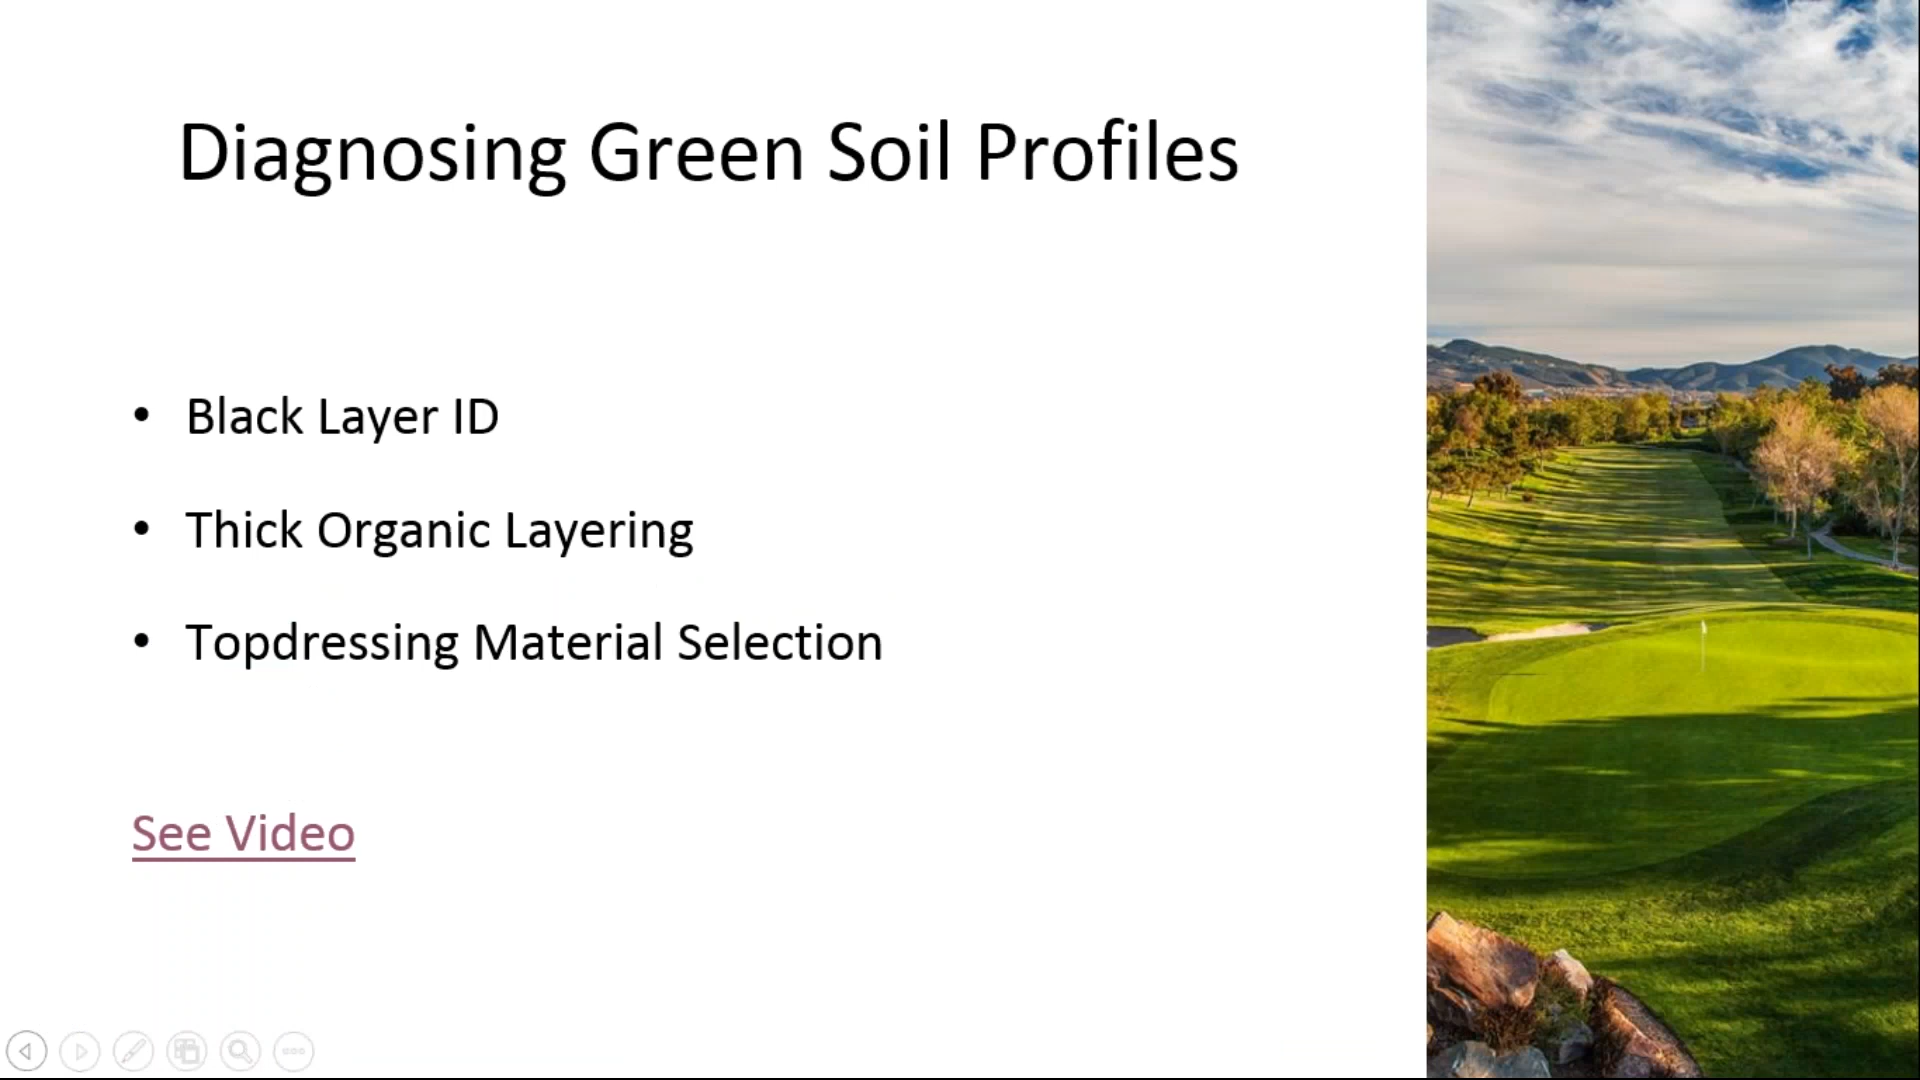 Diagnosing Green Soil Profiles
• Black Layer ID
• Thick Organic Layering
• Topdressing Material Selection
See Video